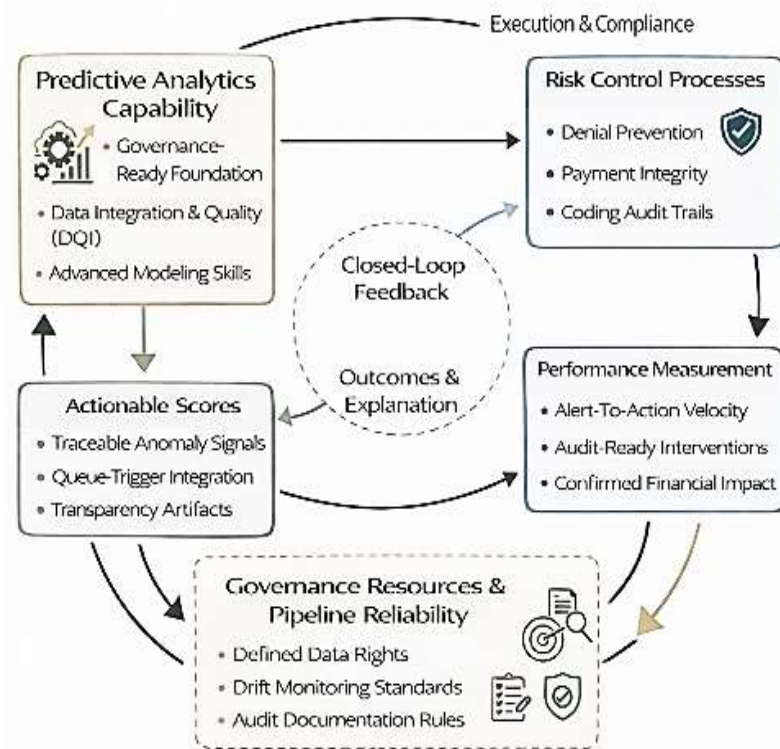 Execution & Compliance
Predictive Analytics
Capability
• Governance-
Ready Foundation
• Data Integration & Quality
(DQI)
• Advanced Modeling Skills
Risk Control Processes
• Denial Prevention
• Payment Integrity
• Coding Audit Trails
Closed-Loop
Feedback
Outcomes &
Explanation
Actionable Scores
• Traceable Anomaly Signals
• Queue-Trigger Integration
• Transparency Artifacts
Performance Measurement
• Alert-To-Action Velocity
• Audit-Ready Interventions
• Confirmed Financial Impact
Governance Resources &
Pipeline Reliability
• Defined Data Rights
• Drift Monitoring Standards
• Audit Documentation Rules